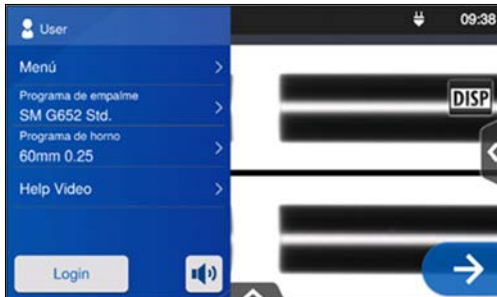 User
09:38
Menú
Programa de empalme
SM G652 Std.
DISP
Programa de horno
60mm 0.25
Help Video
Login